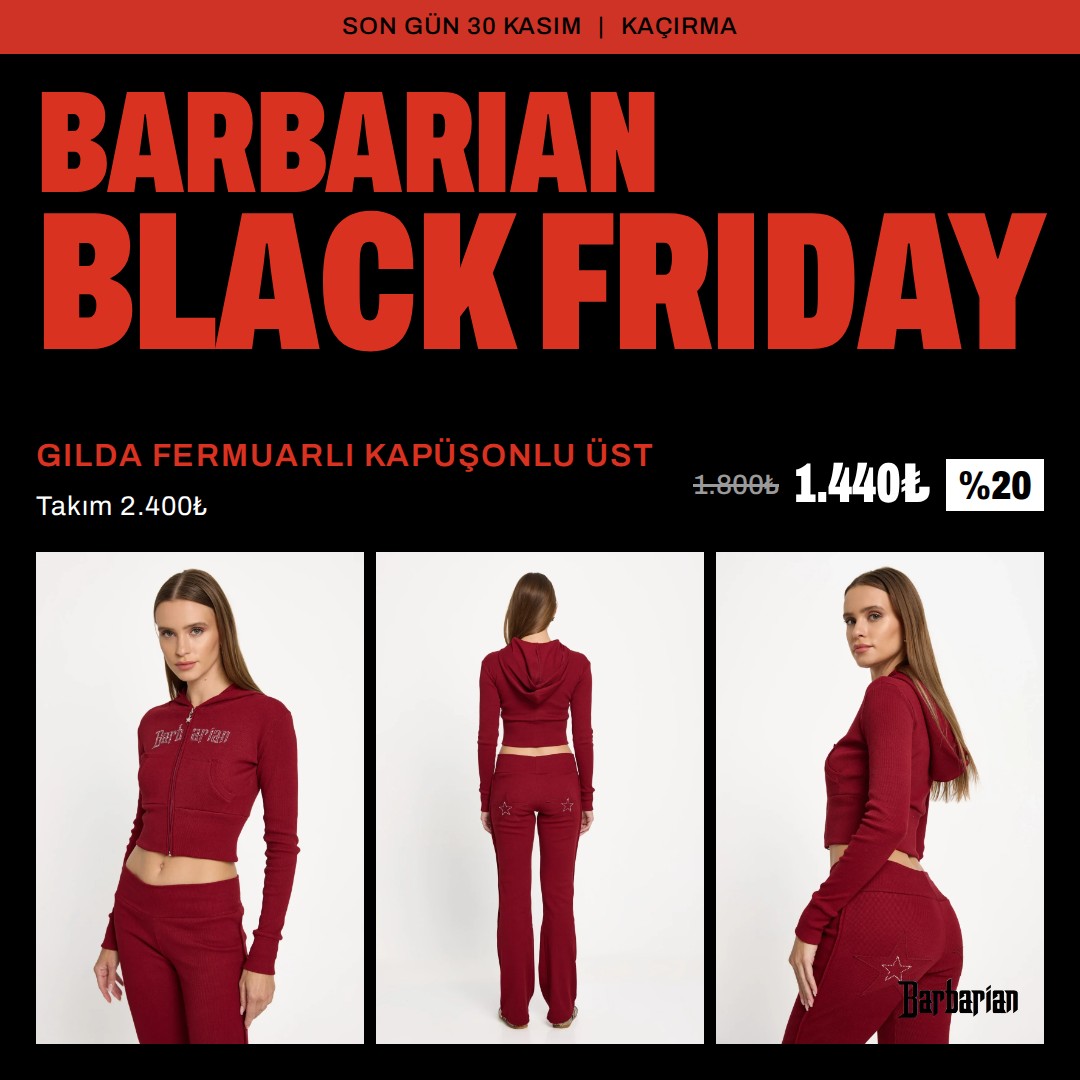 SON GÜN 30 KASIM | KAÇIRMA
BARBARIAN
BLACK FRIDAY
GILDA FERMUARLI KAPÜŞONLU ÜST
Takım 2.400₺
1.800₺ 1.440₺ %20
Barbarian
Barbarian